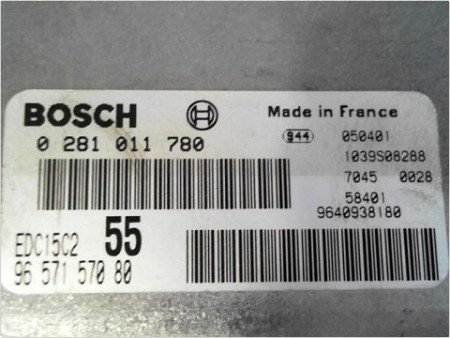 BOSCH Made in France
0 281 011 780 944 050401
1039S08288
7045 0028
58401
9640938180
EDC15C2 55
96 571 570 80